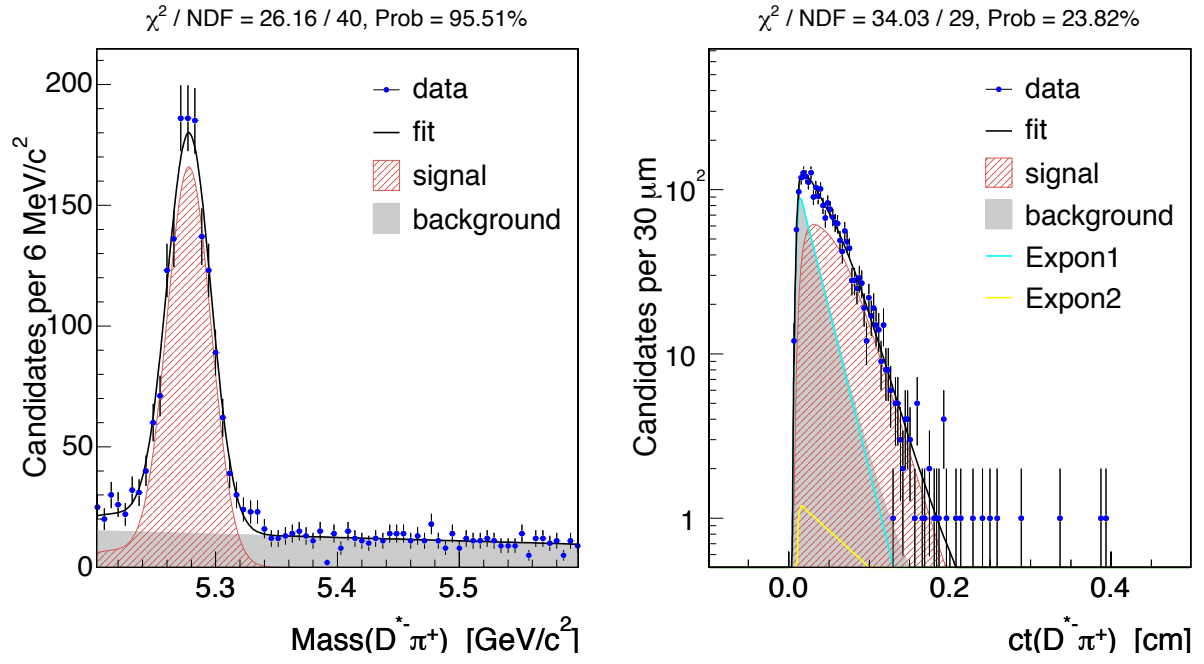 χ² / NDF = 26.16 / 40, Prob = 95.51%
Candidates per 6 MeV/c²
200
150
100
50
0
data
fit
signal
background
5.3
5.4
5.5
Mass(D*⁻π⁺) [GeV/c²]
χ² / NDF = 34.03 / 29, Prob = 23.82%
Candidates per 30 μm
10²
10
1
data
fit
signal
background
Expon1
Expon2
0.0
0.2
0.4
ct(D*⁻π⁺) [cm]